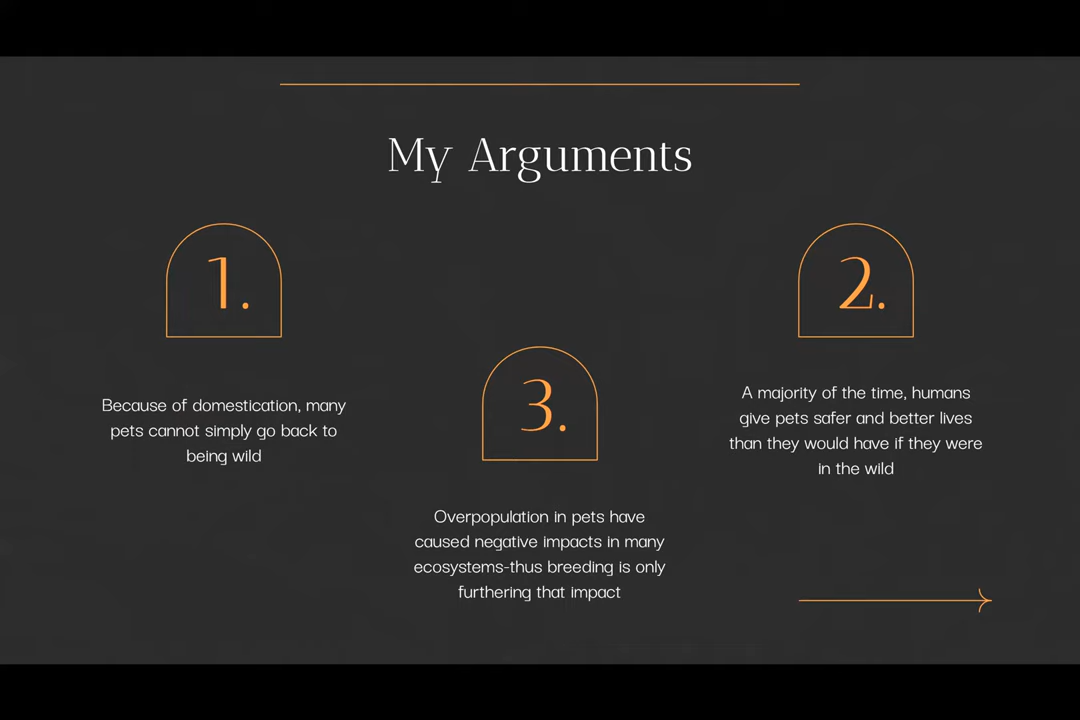 My Arguments
1.
Because of domestication, many
pets cannot simply go back to
being wild
2.
A majority of the time, humans
give pets safer and better lives
than they would have if they were
in the wild
3.
Overpopulation in pets have
caused negative impacts in many
ecosystems-thus breeding is only
furthering that impact